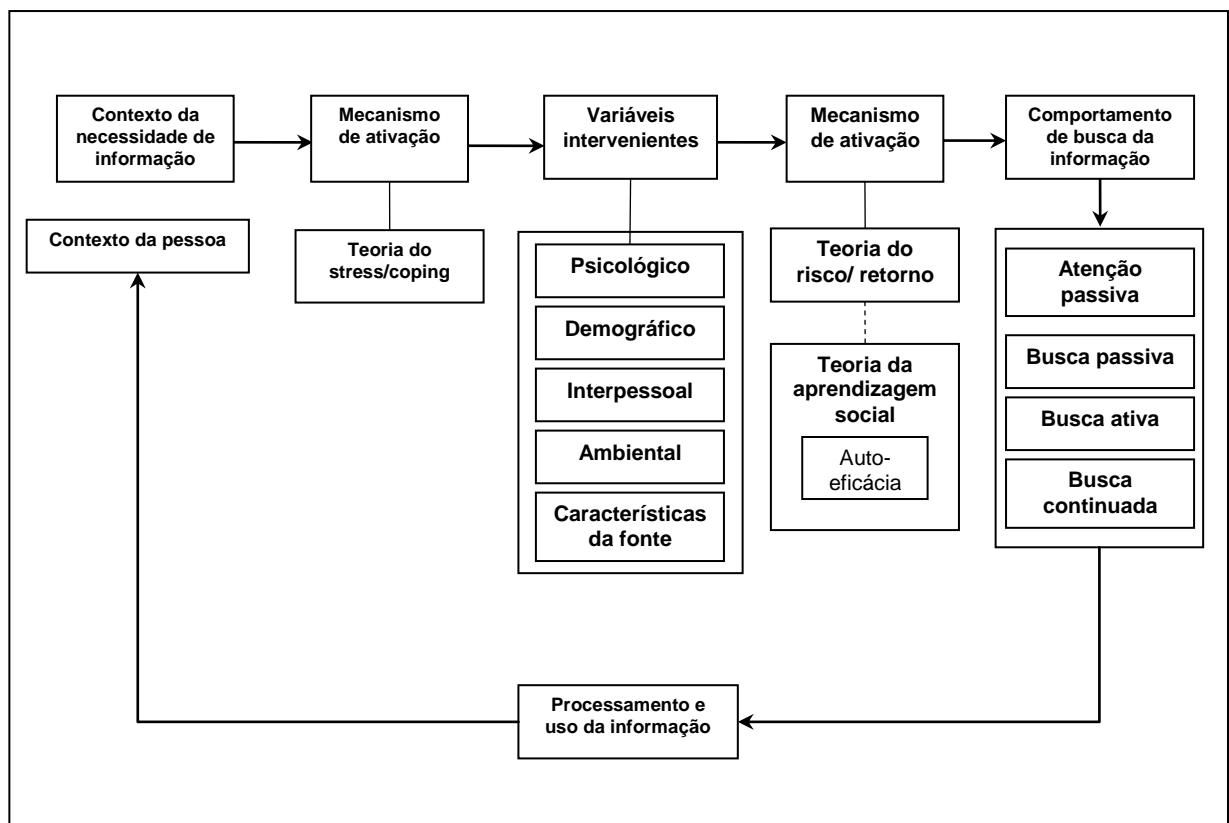 Contexto da
necessidade de
informação
Mecanismo
de ativação
Variáveis
intervenientes
Mecanismo
de ativação
Comportamento
de busca da
informação
Contexto da pessoa
Teoria do
stress/coping
Psicológico
Demográfico
Interpessoal
Ambiental
Características
da fonte
Teoria do
risco/ retorno
Teoria da
aprendizagem
social
Auto-
eficácia
Atenção
passiva
Busca passiva
Busca ativa
Busca
continuada
Processamento e
uso da informação